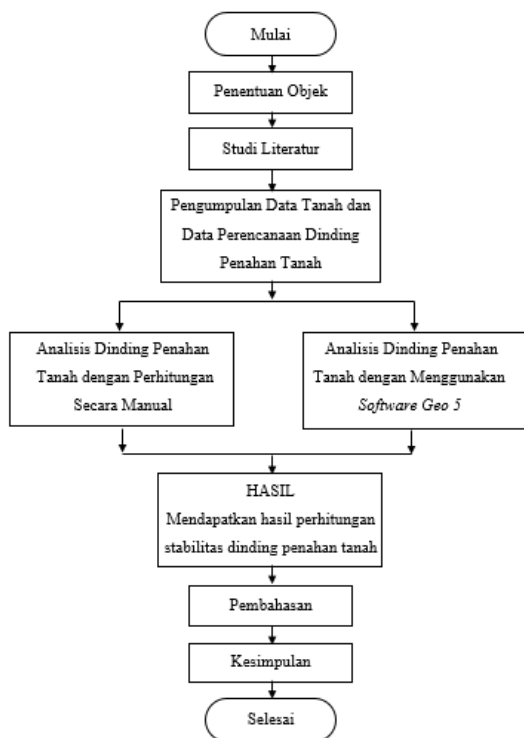 Mulai
Penentuan Objek
Studi Literatur
Pengumpulan Data Tanah dan
Data Perencanaan Dinding
Penahan Tanah
Analisis Dinding Penahan
Tanah dengan Perhitungan
Secara Manual
Analisis Dinding Penahan
Tanah dengan Menggunakan
Software Geo 5
HASIL
Mendapatkan hasil perhitungan
stabilitas dinding penahan tanah
Pembahasan
Kesimpulan
Selesai